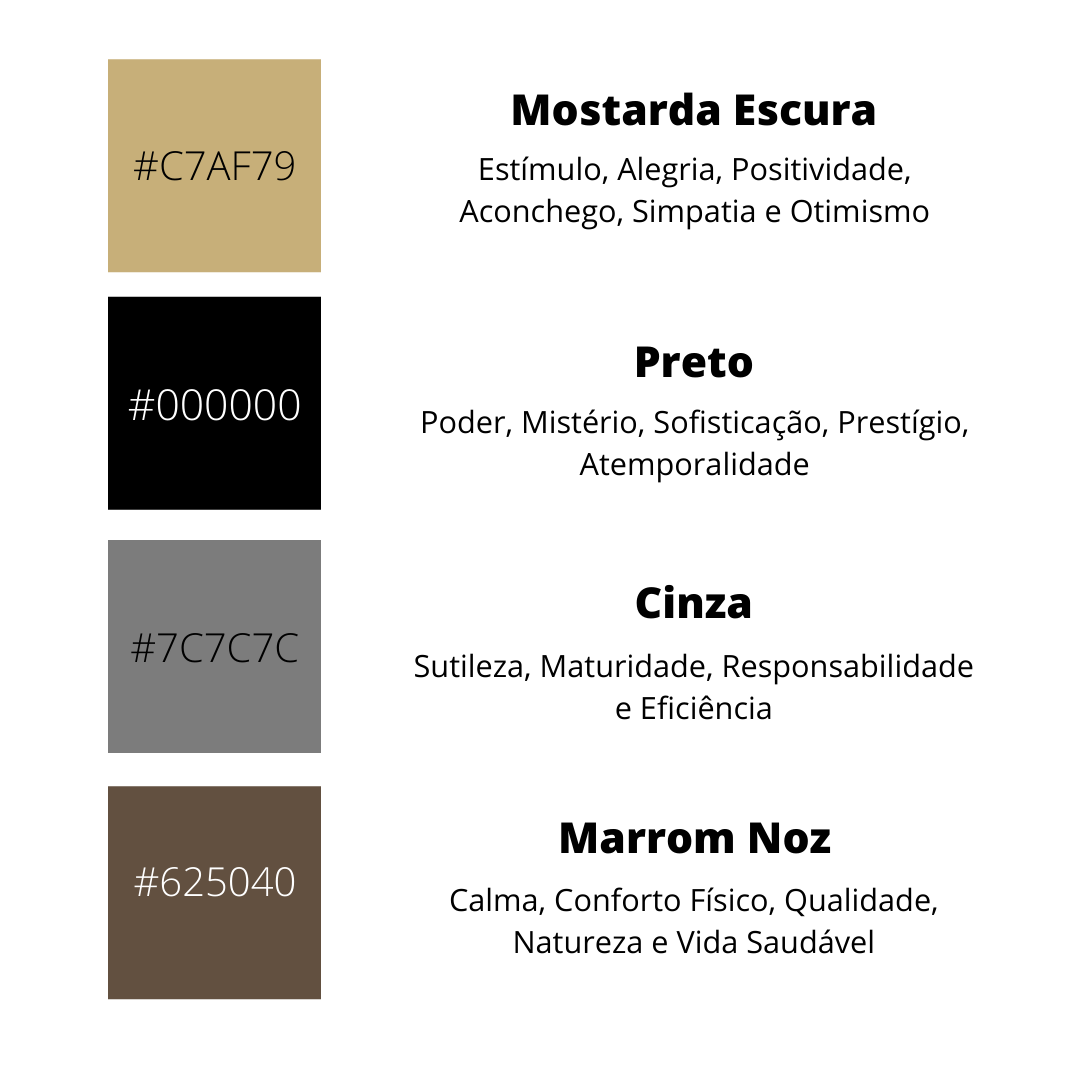 #C7AF79
Mostarda Escura
Estímulo, Alegria, Positividade,
Aconchego, Simpatia e Otimismo
#000000
Preto
Poder, Mistério, Sofisticação, Prestígio,
Atemporalidade
#7C7C7C
Cinza
Sutileza, Maturidade, Responsabilidade
e Eficiência
#625040
Marrom Noz
Calma, Conforto Físico, Qualidade,
Natureza e Vida Saudável